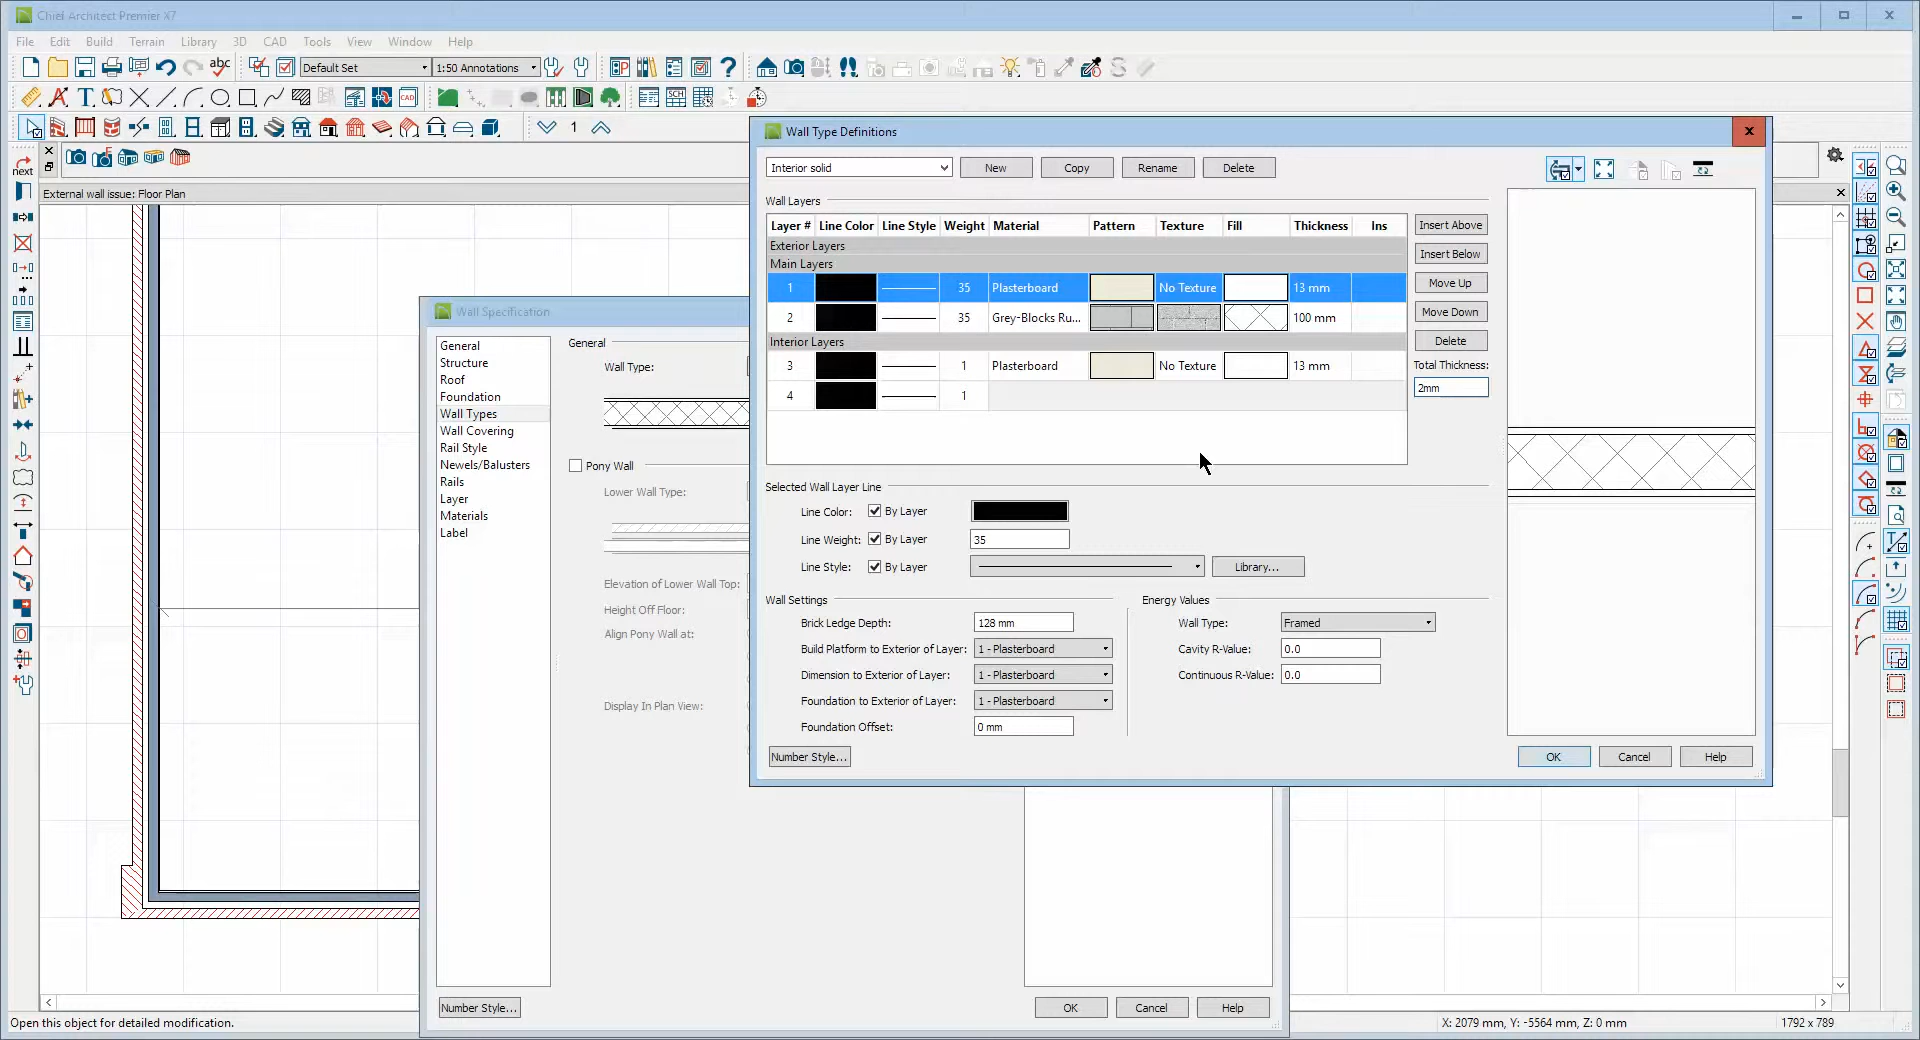 Chief Architect Premier X7
File Edit Build Terrain Library 3D CAD Tools View Window Help
abc Default Set 1:50 Annotations ?
T CAD SCH
1
next
External wall issue: Floor Plan
Wall Specification
General
Structure
Roof
Foundation
Wall Types
Wall Covering
Rail Style
Newels/Balusters
Rails
Layer
Materials
Label
General
Wall Type:
Pony Wall
Lower Wall Type:
Elevation of Lower Wall Top:
Height Off Floor:
Align Pony Wall at:
Display In Plan View:
Number Style... OK Cancel Help
Wall Type Definitions
Interior solid New Copy Rename Delete
Wall Layers
Layer # Line Color Line Style Weight Material Pattern Texture Fill Thickness Ins
Exterior Layers
Main Layers
1 35 Plasterboard No Texture 13 mm
2 35 Grey-Blocks Ru... 100 mm
Interior Layers
3 1 Plasterboard No Texture 13 mm
4 1
Insert Above
Insert Below
Move Up
Move Down
Delete
Total Thickness:
2mm
Selected Wall Layer Line
Line Color: By Layer
Line Weight: By Layer 35
Line Style: By Layer Library...
Wall Settings
Brick Ledge Depth: 128 mm
Build Platform to Exterior of Layer: 1 - Plasterboard
Dimension to Exterior of Layer: 1 - Plasterboard
Foundation to Exterior of Layer: 1 - Plasterboard
Foundation Offset: 0 mm
Energy Values
Wall Type: Framed
Cavity R-Value: 0.0
Continuous R-Value: 0.0
Number Style... OK Cancel Help
Open this object for detailed modification. X: 2079 mm, Y: -5564 mm, Z: 0 mm 1792 x 789